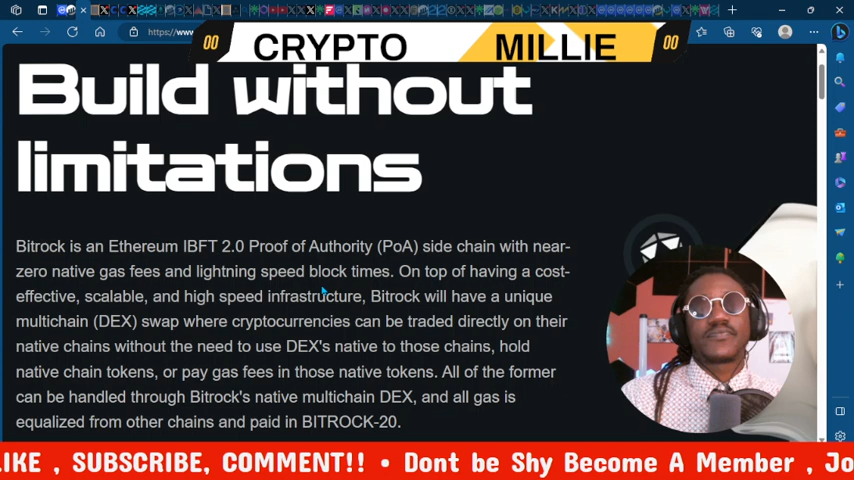 https://www.
00 CRYPTO MILLIE 00
Build without
limitations
Bitrock is an Ethereum IBFT 2.0 Proof of Authority (PoA) side chain with near-
zero native gas fees and lightning speed block times. On top of having a cost-
effective, scalable, and high speed infrastructure, Bitrock will have a unique
multichain (DEX) swap where cryptocurrencies can be traded directly on their
native chains without the need to use DEX's native to those chains, hold
native chain tokens, or pay gas fees in those native tokens. All of the former
can be handled through Bitrock's native multichain DEX, and all gas is
equalized from other chains and paid in BITROCK-20.
LIKE , SUBSCRIBE, COMMENT!! • Dont be Shy Become A Member , Jo